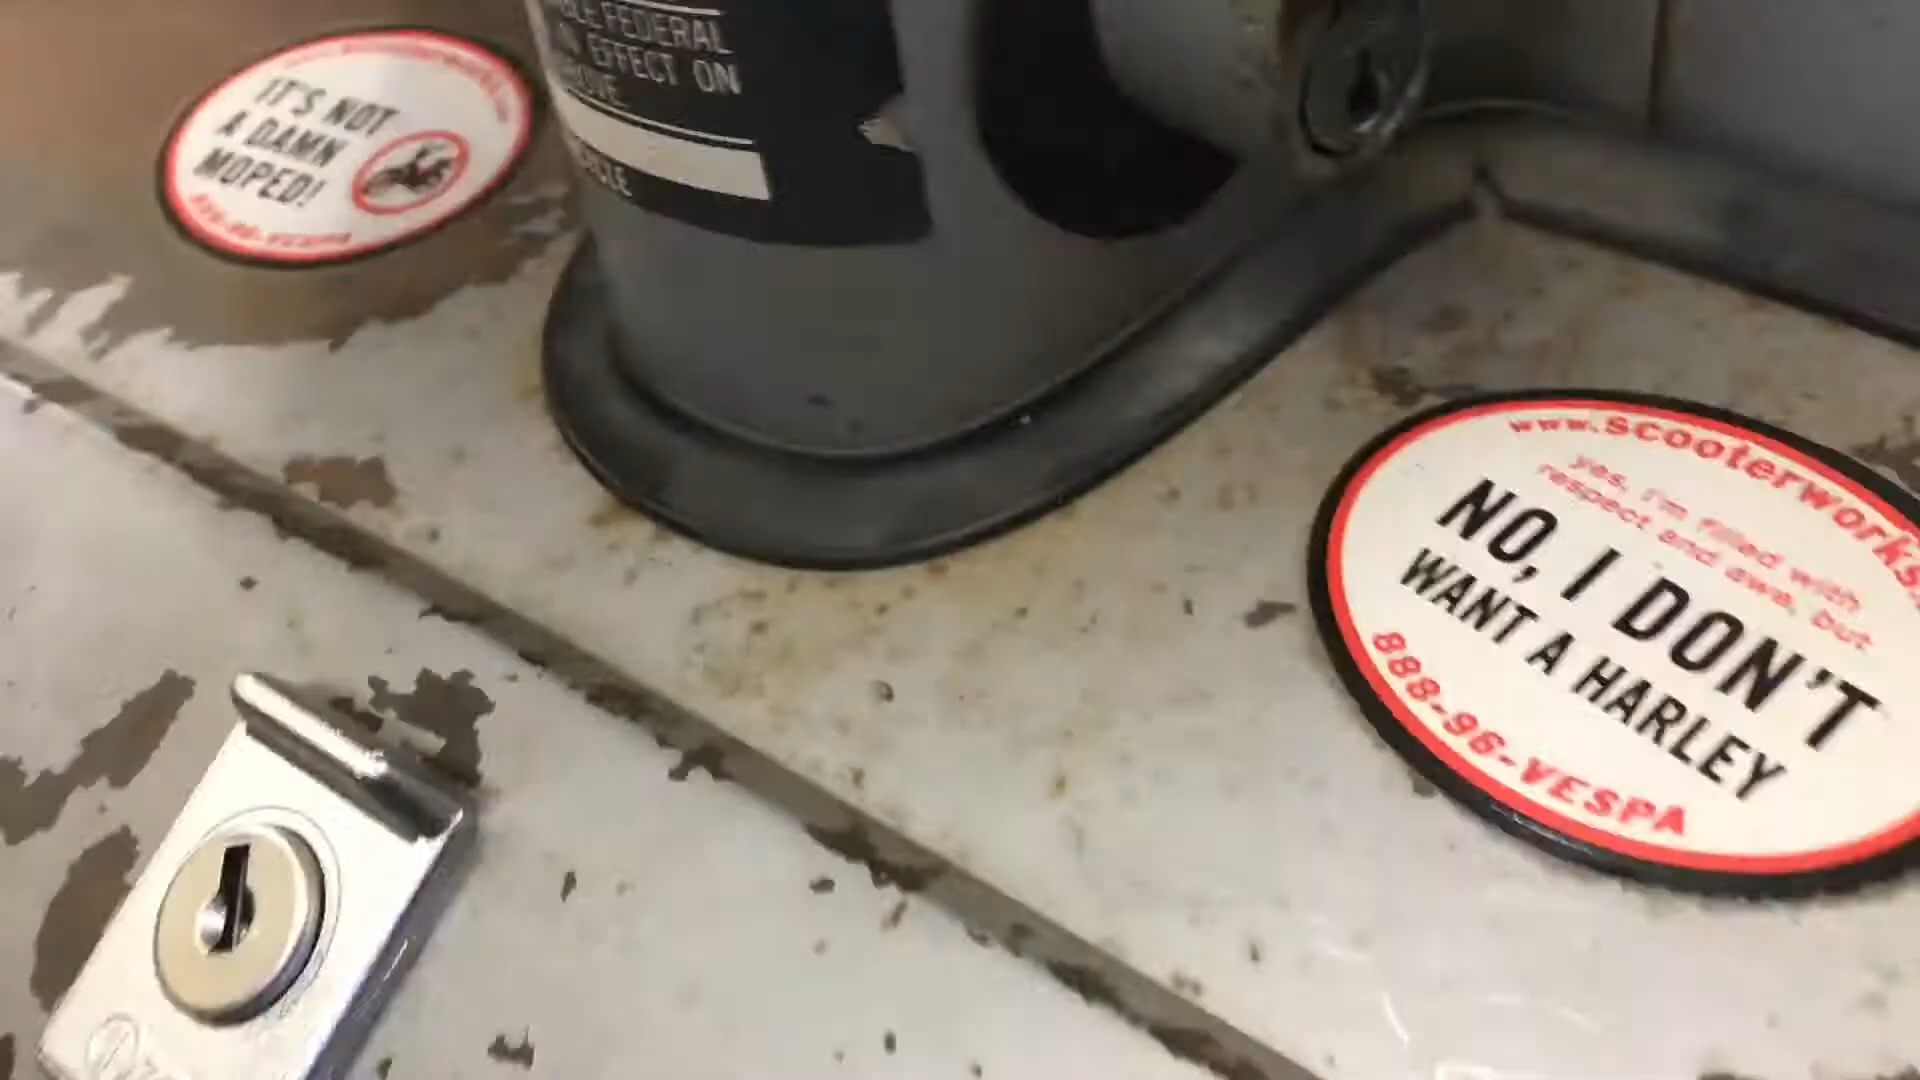 IT'S NOT
A DAMN
MOPED!
FEDERAL
IN EFFECT ON
www.scooterworks.
yes, i'm filled with
respect and awe, but
NO, I DON'T
WANT A HARLEY
888-96-VESPA